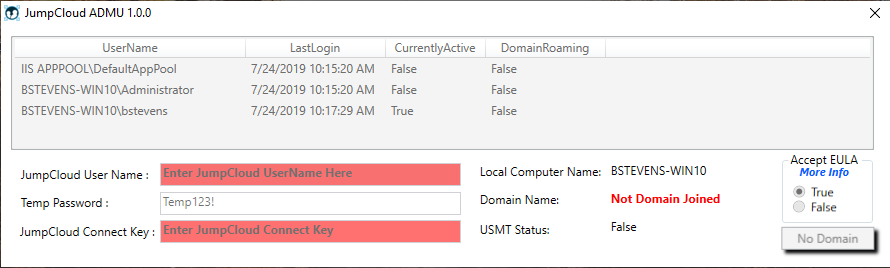 JumpCloud ADMU 1.0.0
UserName LastLogin CurrentlyActive DomainRoaming
IIS APPPOOL\DefaultAppPool 7/24/2019 10:15:20 AM False False
BSTEVENS-WIN10\Administrator 7/24/2019 10:15:20 AM False False
BSTEVENS-WIN10\bstevens 7/24/2019 10:17:29 AM True False
JumpCloud User Name : Enter JumpCloud UserName Here
Temp Password : Temp123!
JumpCloud Connect Key : Enter JumpCloud Connect Key
Local Computer Name: BSTEVENS-WIN10
Domain Name: Not Domain Joined
USMT Status: False
Accept EULA
More Info
True
False
No Domain